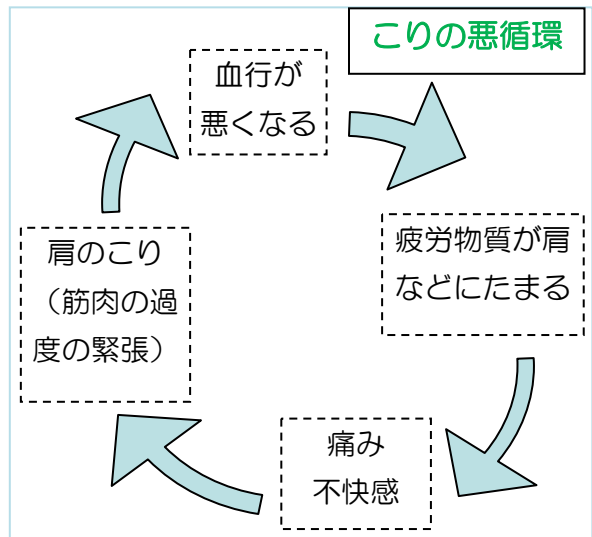 こりの悪循環
血行が
悪くなる
疲労物質が肩
などにたまる
痛み
不快感
肩のこり
（筋肉の過
度の緊張）